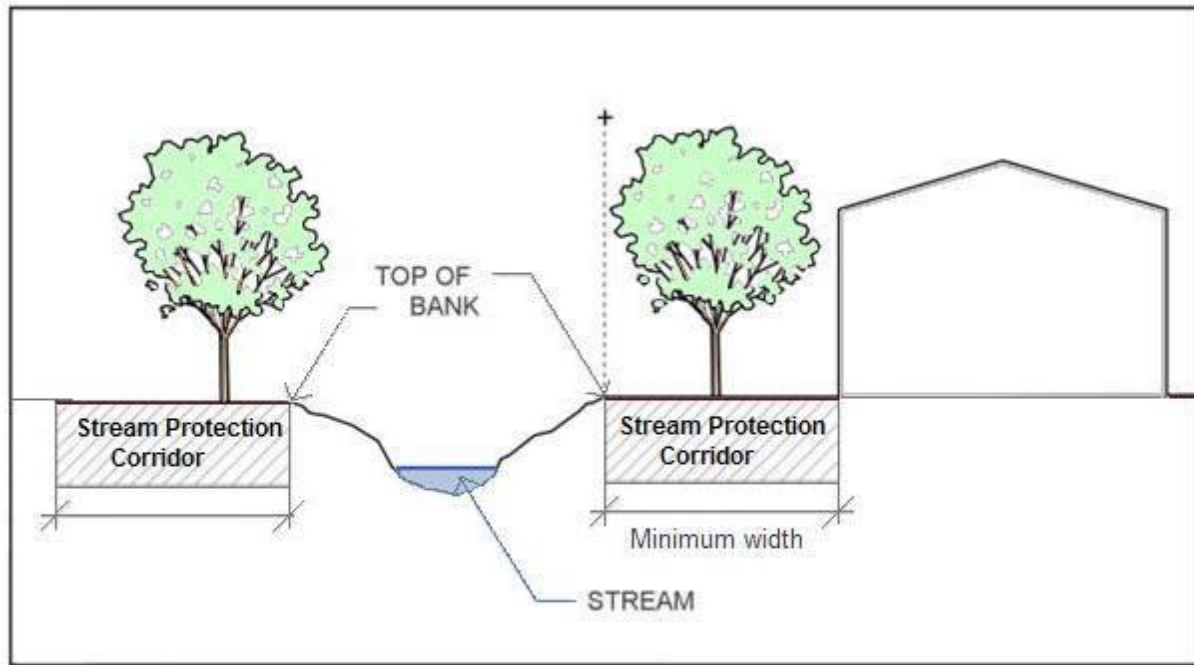 TOP OF
BANK
Stream Protection
Corridor
Stream Protection
Corridor
Minimum width
STREAM